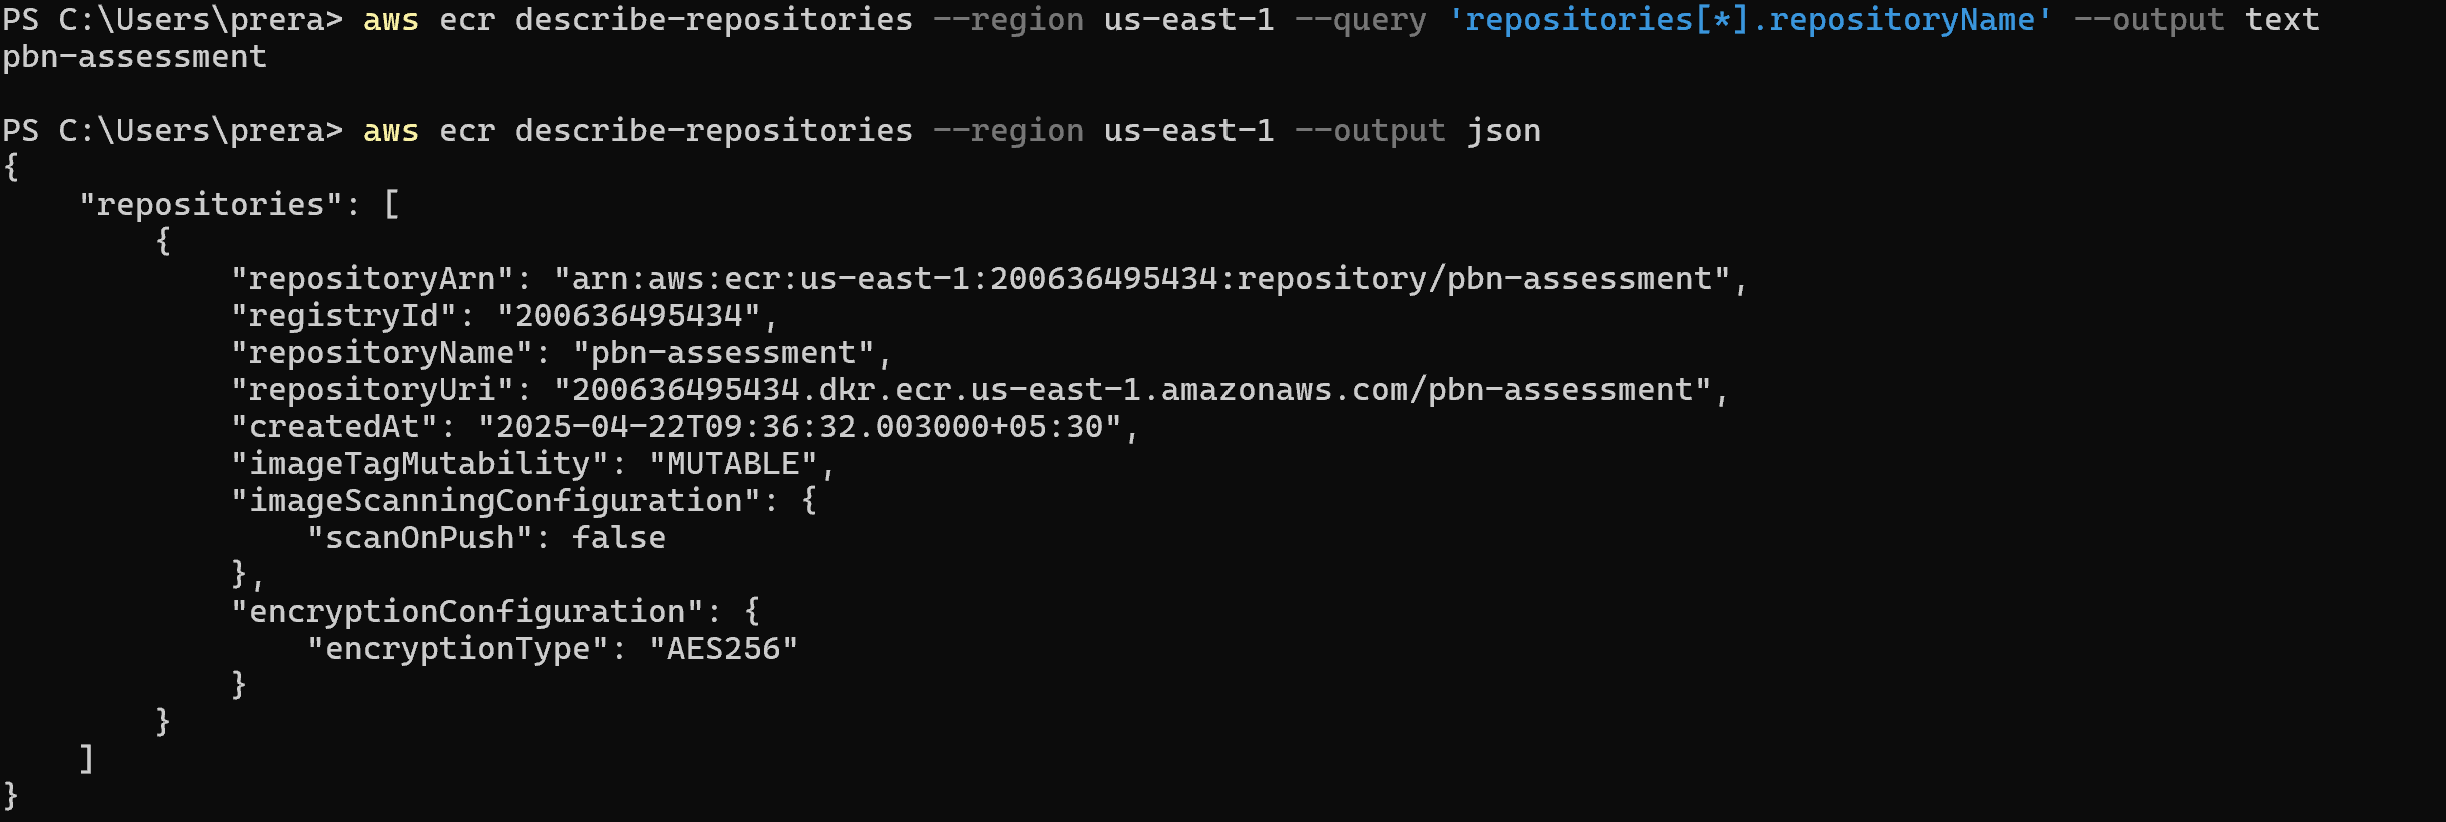 PS C:\Users\prera> aws ecr describe-repositories --region us-east-1 --query 'repositories[*].repositoryName' --output text
pbn-assessment
PS C:\Users\prera> aws ecr describe-repositories --region us-east-1 --output json
{
    "repositories": [
        {
            "repositoryArn": "arn:aws:ecr:us-east-1:200636495434:repository/pbn-assessment",
            "registryId": "200636495434",
            "repositoryName": "pbn-assessment",
            "repositoryUri": "200636495434.dkr.ecr.us-east-1.amazonaws.com/pbn-assessment",
            "createdAt": "2025-04-22T09:36:32.003000+05:30",
            "imageTagMutability": "MUTABLE",
            "imageScanningConfiguration": {
                "scanOnPush": false
            },
            "encryptionConfiguration": {
                "encryptionType": "AES256"
            }
        }
    ]
}